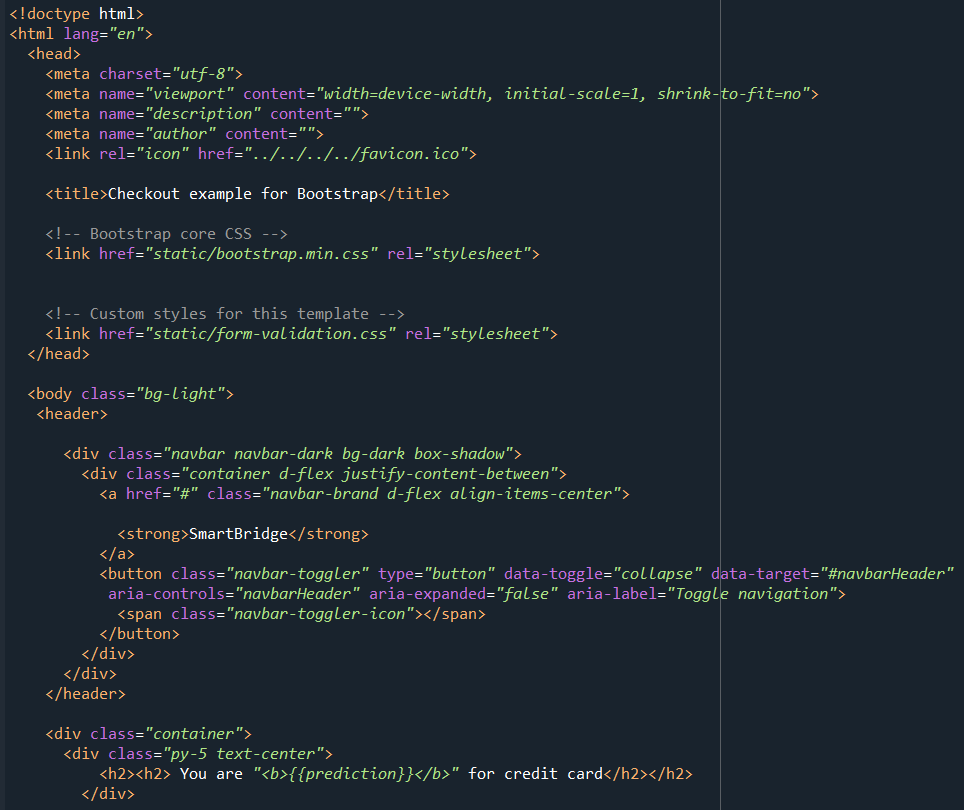 <!doctype html>
<html lang="en">
<head>
<meta charset="utf-8">
<meta name="viewport" content="width=device-width, initial-scale=1, shrink-to-fit=no">
<meta name="description" content="">
<meta name="author" content="">
<link rel="icon" href="../../../../favicon.ico">
<title>Checkout example for Bootstrap</title>
<!-- Bootstrap core CSS -->
<link href="static/bootstrap.min.css" rel="stylesheet">
<!-- Custom styles for this template -->
<link href="static/form-validation.css" rel="stylesheet">
</head>
<body class="bg-light">
<header>
<div class="navbar navbar-dark bg-dark box-shadow">
<div class="container d-flex justify-content-between">
<a href="#" class="navbar-brand d-flex align-items-center">
<strong>SmartBridge</strong>
</a>
<button class="navbar-toggler" type="button" data-toggle="collapse" data-target="#navbarHeader"
aria-controls="navbarHeader" aria-expanded="false" aria-label="Toggle navigation">
<span class="navbar-toggler-icon"></span>
</button>
</div>
</div>
</header>
<div class="container">
<div class="py-5 text-center">
<h2><h2> You are "<b>{{prediction}}</b>" for credit card</h2></h2>
</div>